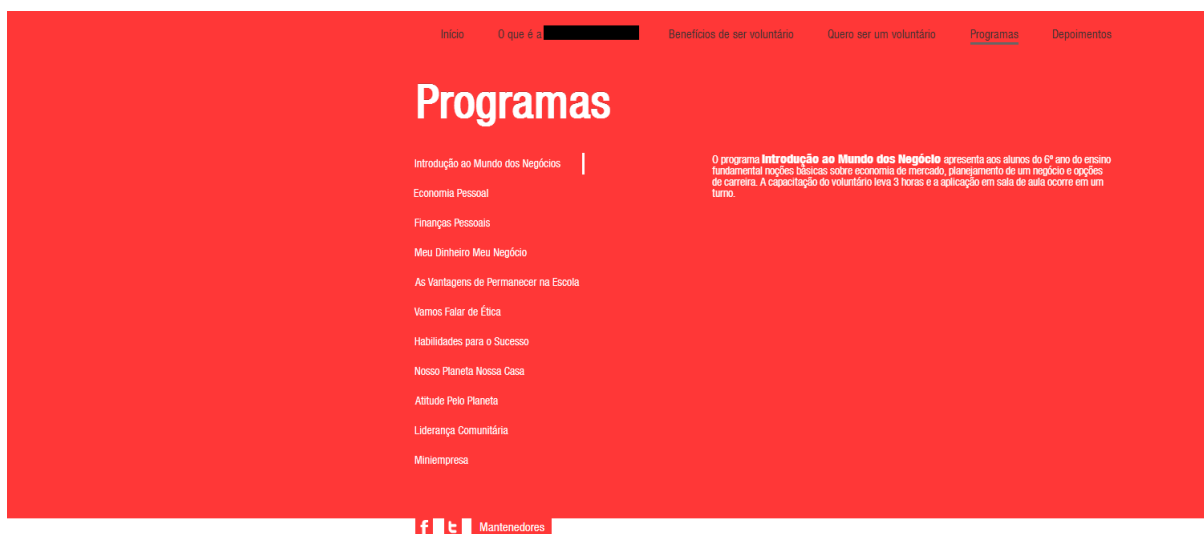 Início O que é a Benefícios de ser voluntário Quero ser um voluntário Programas Depoimentos
Programas
Introdução ao Mundo dos Negócios
Economia Pessoal
Finanças Pessoais
Meu Dinheiro Meu Negócio
As Vantagens de Permanecer na Escola
Vamos Falar de Ética
Habilidades para o Sucesso
Nosso Planeta Nossa Casa
Atitude Pelo Planeta
Liderança Comunitária
Miniempresa
O programa Introdução ao Mundo dos Negócio apresenta aos alunos do 6º ano do ensino
fundamental noções básicas sobre economia de mercado, planejamento de um negócio e opções
de carreira. A capacitação do voluntário leva 3 horas e a aplicação em sala de aula ocorre em um
turno.
f t Mantenedores